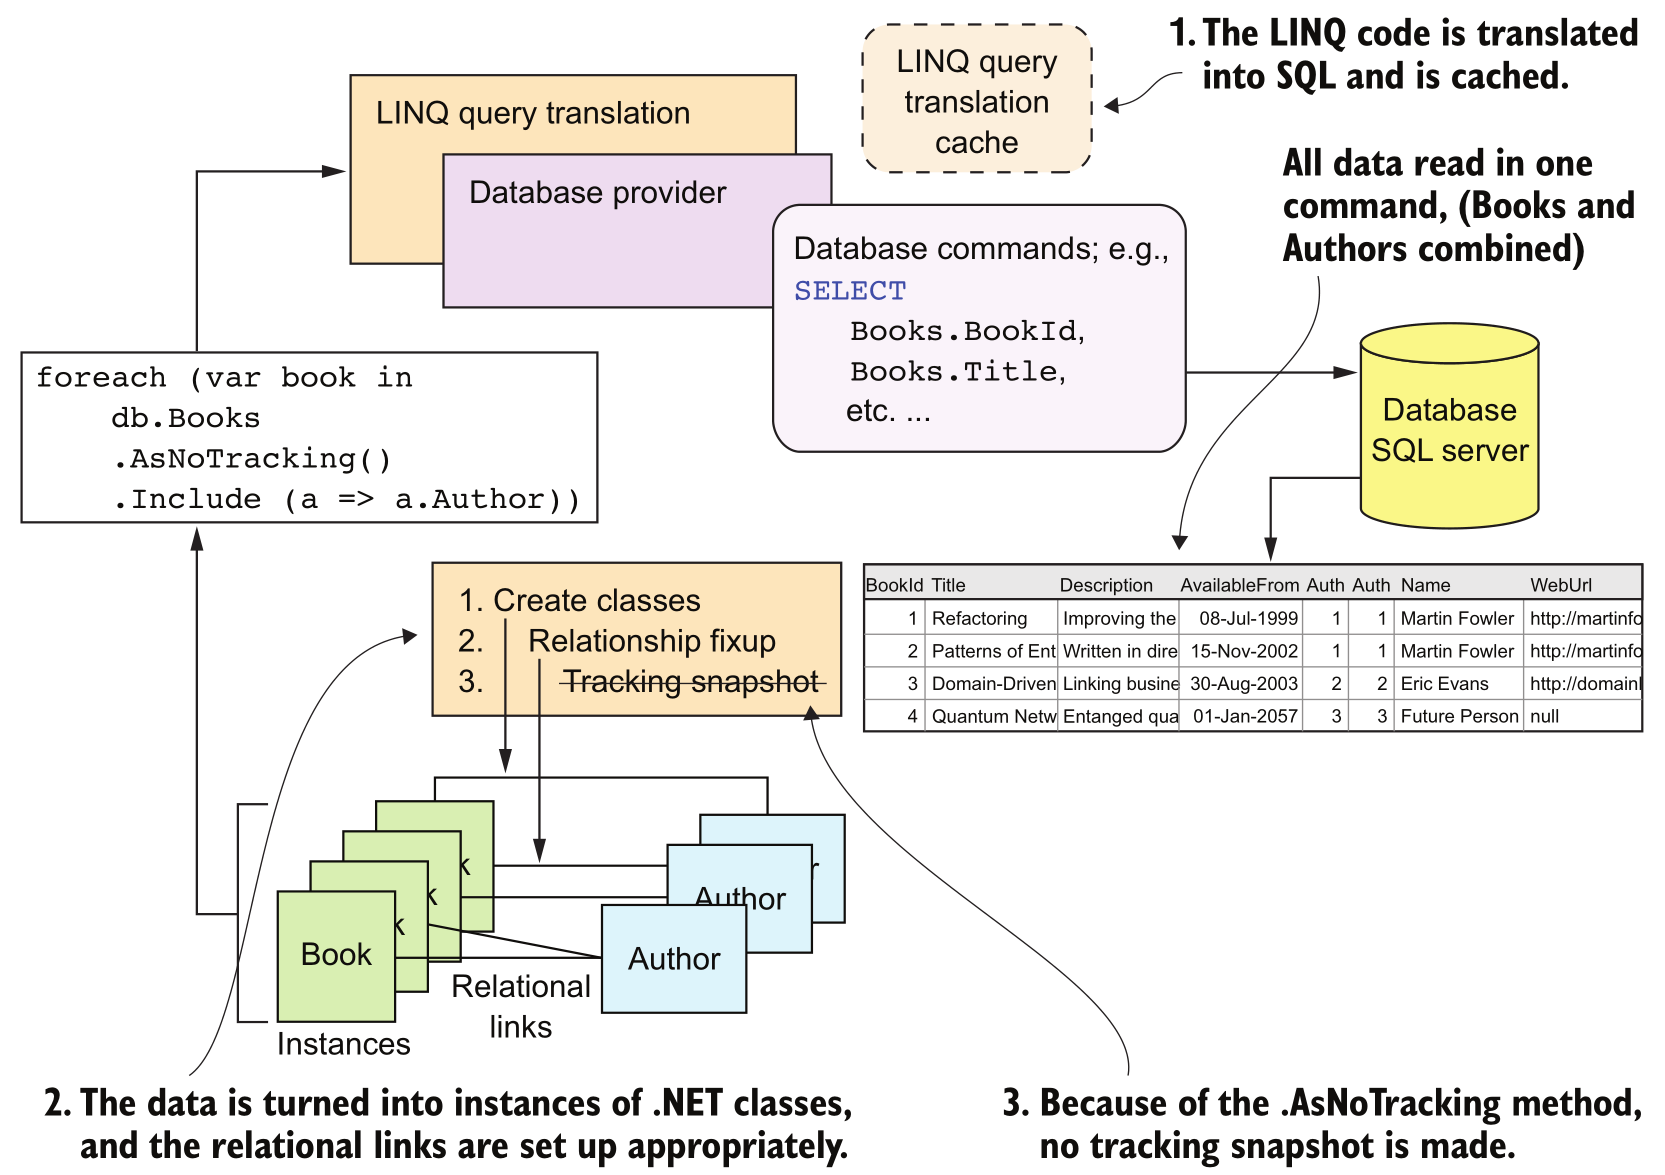 1. The LINQ code is translated
into SQL and is cached.
LINQ query
translation
cache
LINQ query translation
Database provider
All data read in one
command, (Books and
Authors combined)
Database commands; e.g.,
SELECT
Books.BookId,
Books.Title,
etc. ...
Database
SQL server
foreach (var book in
db.Books
.AsNoTracking()
.Include (a => a.Author))
1. Create classes
2. Relationship fixup
3. Tracking snapshot
BookId Title Description AvailableFrom Auth Auth Name WebUrl
1 Refactoring Improving the 08-Jul-1999 1 1 Martin Fowler http://martinfo
2 Patterns of Ent Written in dire 15-Nov-2002 1 1 Martin Fowler http://martinfo
3 Domain-Driven Linking busine 30-Aug-2003 2 2 Eric Evans http://domainl
4 Quantum Netw Entanged qua 01-Jan-2057 3 3 Future Person null
k
k
k
Book
r
Author
Author
Relational
links
Instances
2. The data is turned into instances of .NET classes,
and the relational links are set up appropriately.
3. Because of the .AsNoTracking method,
no tracking snapshot is made.